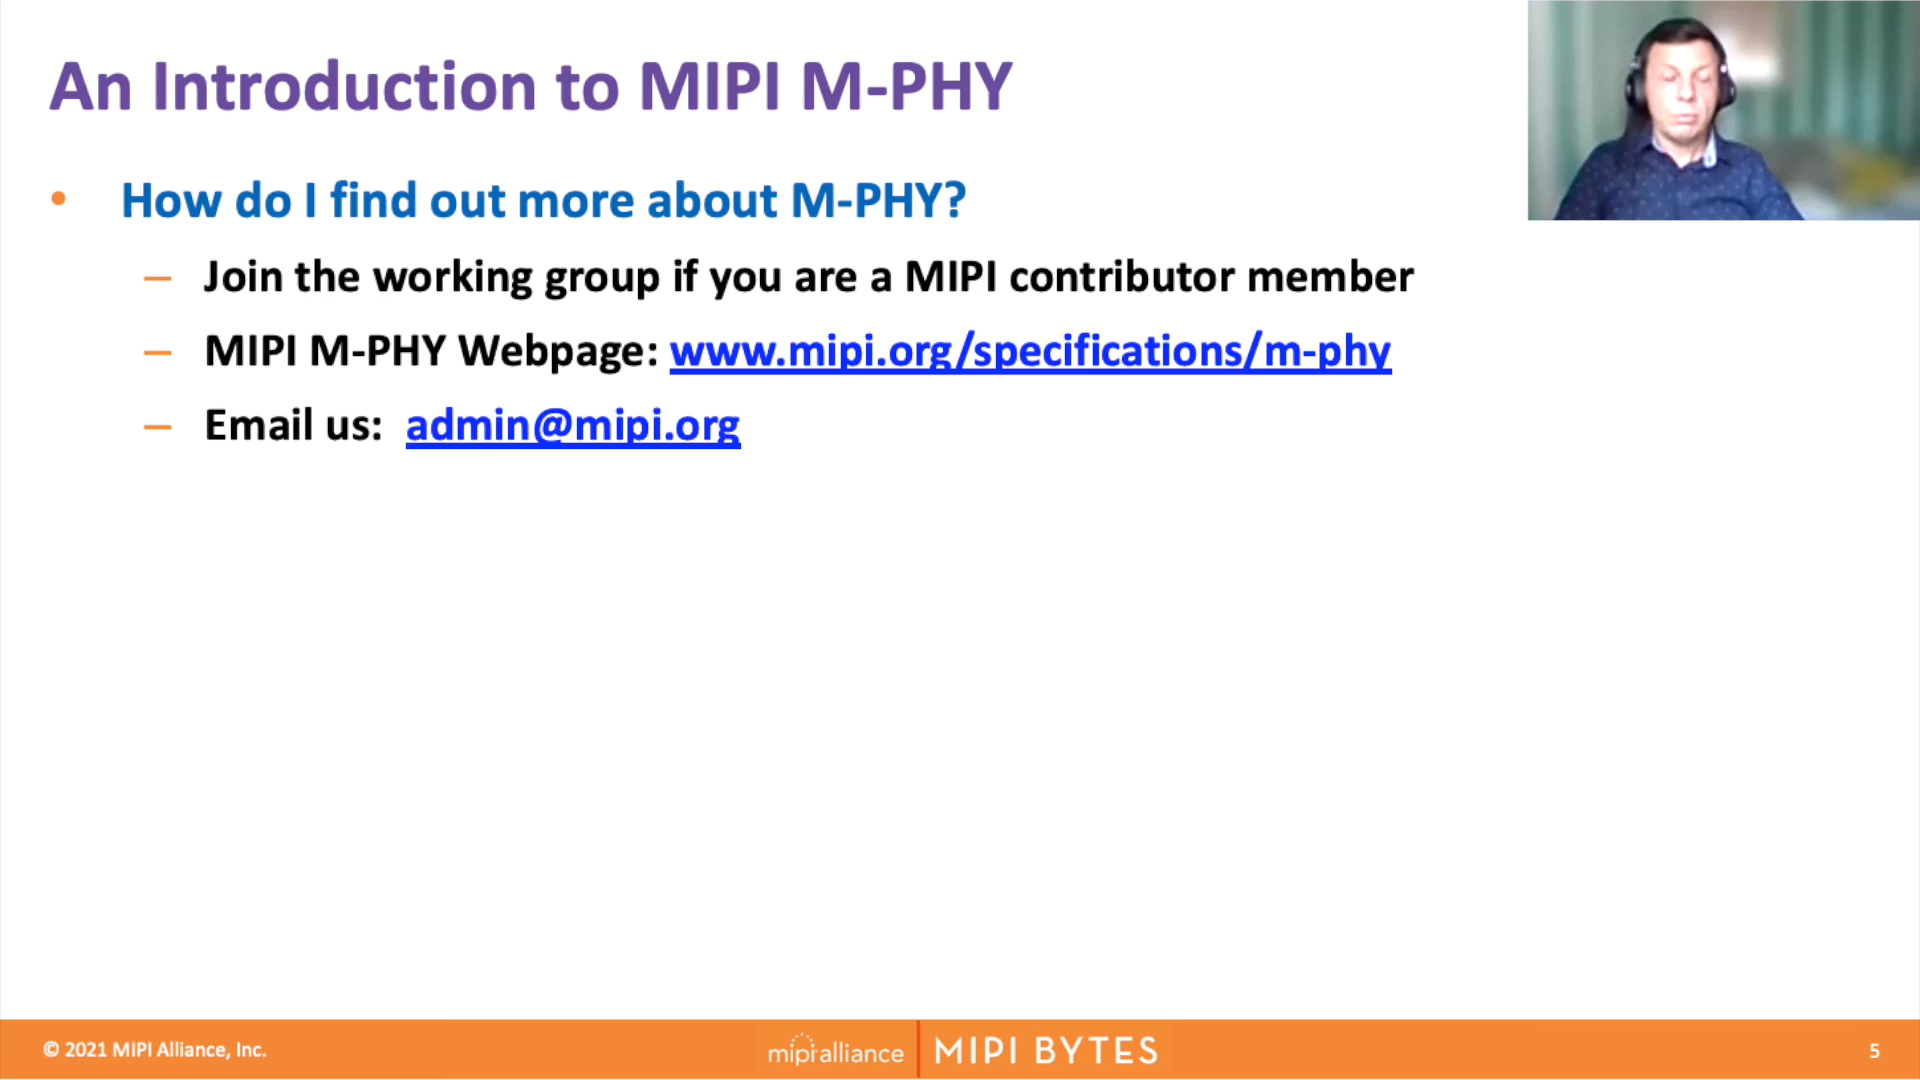 An Introduction to MIPI M-PHY
• How do I find out more about M-PHY?
– Join the working group if you are a MIPI contributor member
– MIPI M-PHY Webpage: www.mipi.org/specifications/m-phy
– Email us: admin@mipi.org
© 2021 MIPI Alliance, Inc.
mipi alliance
MIPI BYTES
5